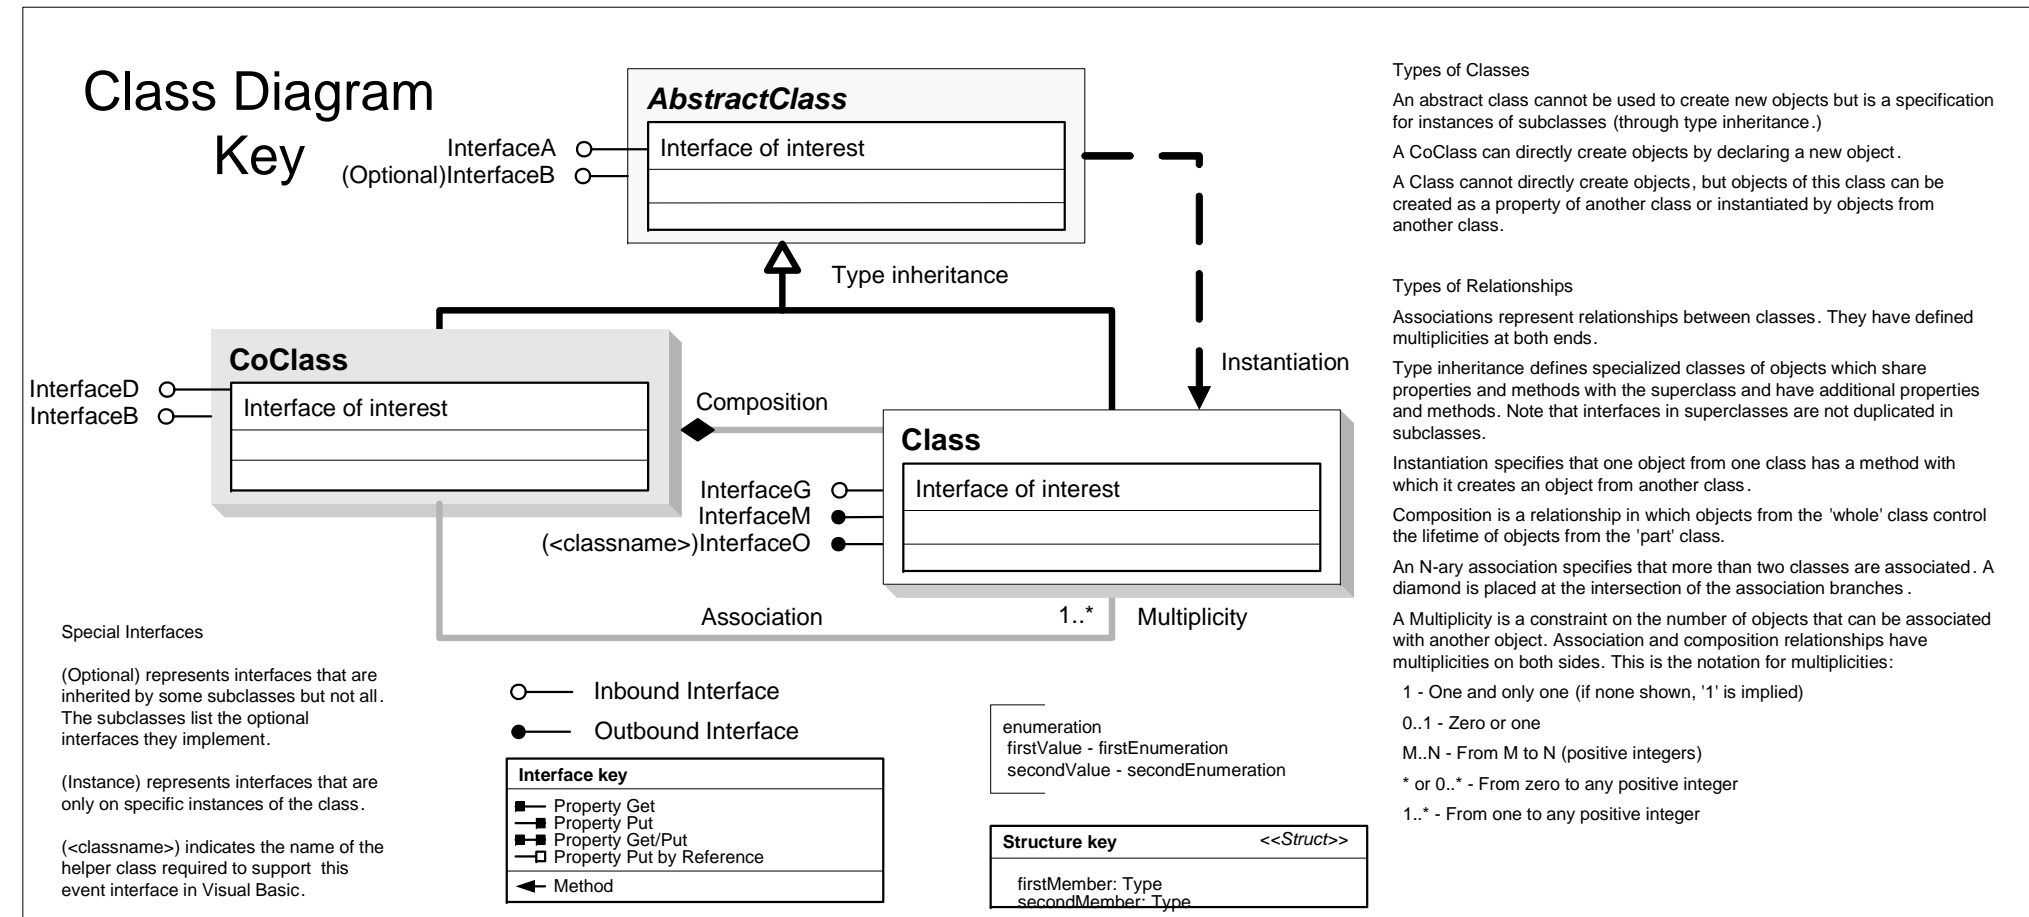 Class Diagram
Key
AbstractClass
Interface of interest
InterfaceA
(Optional)InterfaceB
Type inheritance
CoClass
Interface of interest
InterfaceD
InterfaceB
Composition
Instantiation
Class
Interface of interest
InterfaceG
InterfaceM
(<classname>)InterfaceO
Association
1..*
Multiplicity
Special Interfaces
(Optional) represents interfaces that are
inherited by some subclasses but not all.
The subclasses list the optional
interfaces they implement.
(Instance) represents interfaces that are
only on specific instances of the class.
(<classname>) indicates the name of the
helper class required to support this
event interface in Visual Basic.
Inbound Interface
Outbound Interface
Interface key
Property Get
Property Put
Property Get/Put
Property Put by Reference
Method
enumeration
firstValue - firstEnumeration
secondValue - secondEnumeration
Structure key <<Struct>>
firstMember: Type
secondMember: Type
Types of Classes
An abstract class cannot be used to create new objects but is a specification
for instances of subclasses (through type inheritance.)
A CoClass can directly create objects by declaring a new object.
A Class cannot directly create objects, but objects of this class can be
created as a property of another class or instantiated by objects from
another class.
Types of Relationships
Associations represent relationships between classes. They have defined
multiplicities at both ends.
Type inheritance defines specialized classes of objects which share
properties and methods with the superclass and have additional properties
and methods. Note that interfaces in superclasses are not duplicated in
subclasses.
Instantiation specifies that one object from one class has a method with
which it creates an object from another class.
Composition is a relationship in which objects from the 'whole' class control
the lifetime of objects from the 'part' class.
An N-ary association specifies that more than two classes are associated. A
diamond is placed at the intersection of the association branches.
A Multiplicity is a constraint on the number of objects that can be associated
with another object. Association and composition relationships have
multiplicities on both sides. This is the notation for multiplicities:
1 - One and only one (if none shown, '1' is implied)
0..1 - Zero or one
M..N - From M to N (positive integers)
* or 0..* - From zero to any positive integer
1..* - From one to any positive integer